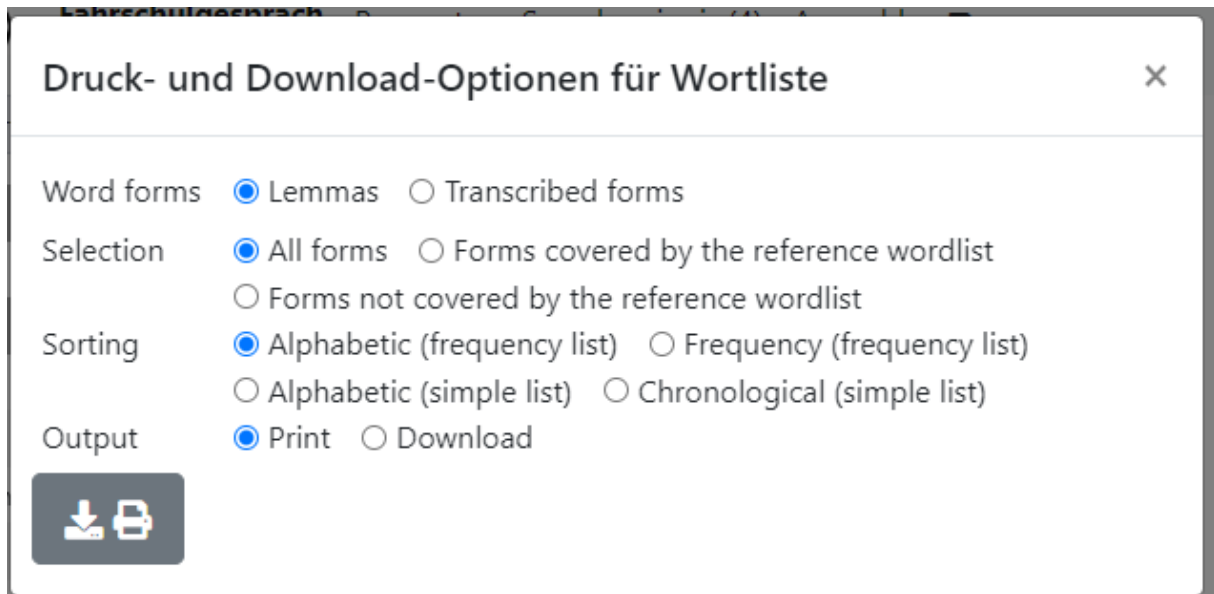 Fahrschulgespräch
Druck- und Download-Optionen für Wortliste ×
Word forms Lemmas Transcribed forms
Selection All forms Forms covered by the reference wordlist
Forms not covered by the reference wordlist
Sorting Alphabetic (frequency list) Frequency (frequency list)
Alphabetic (simple list) Chronological (simple list)
Output Print Download